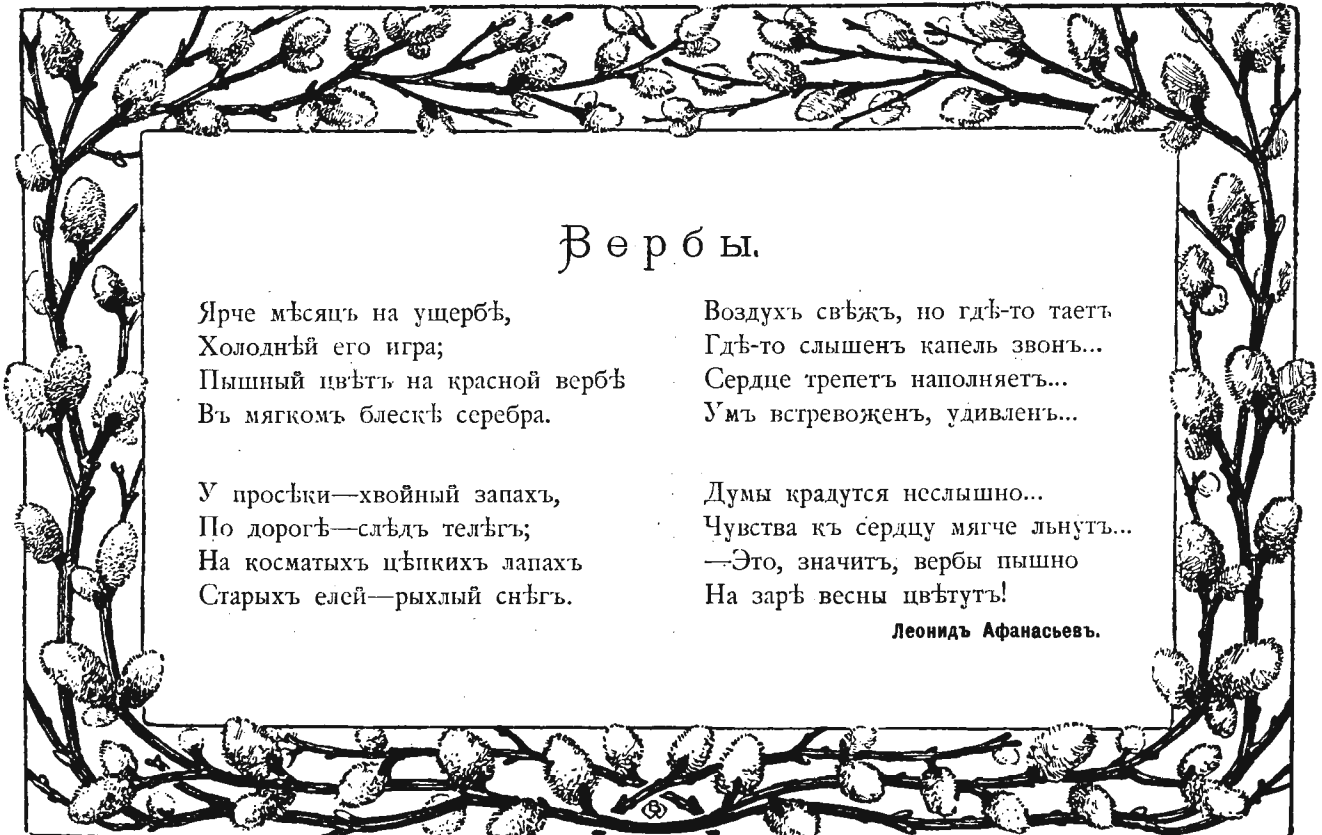 Вербы.
Ярче мѣсяцъ на ущербѣ,
Холоднѣй его игра;
Пышный цвѣтъ на красной вербѣ
Въ мягкомъ блескѣ серебра.
У просѣки—хвойный запахъ,
По дорогѣ—слѣдъ телѣгъ;
На косматыхъ цѣпкихъ лапахъ
Старыхъ елей—рыхлый снѣгъ.
Воздухъ свѣжъ, но гдѣ-то таетъ
Гдѣ-то слышенъ капель звонъ...
Сердце трепетъ наполняетъ...
Умъ встревоженъ, удивленъ...
Думы крадутся неслышно...
Чувства къ сердцу мягче льнутъ...
—Это, значитъ, вербы пышно
На зарѣ весны цвѣтутъ!
Леонидъ Афанасьевъ.